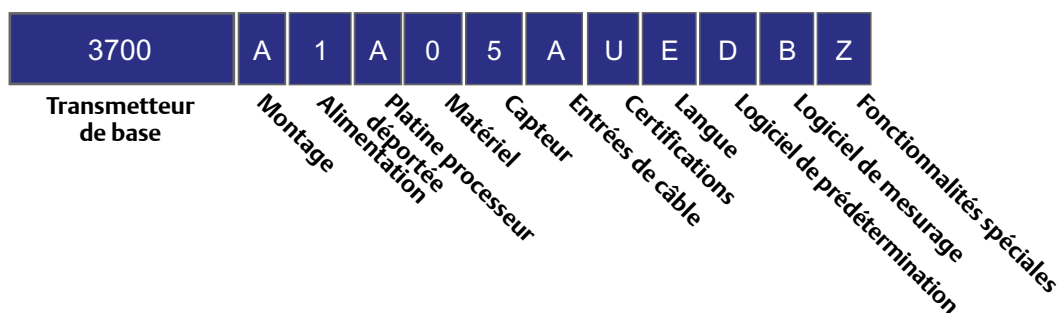 3700 A 1 A 0 5 A U E D B Z
Transmetteur
de base
Montage
Alimentation
Platine processeur
déportée
Matériel
Capteur
Entrées de câble
Certifications
Langue
Logiciel de prédétermination
Logiciel de mesurage
Fonctionnalités spéciales